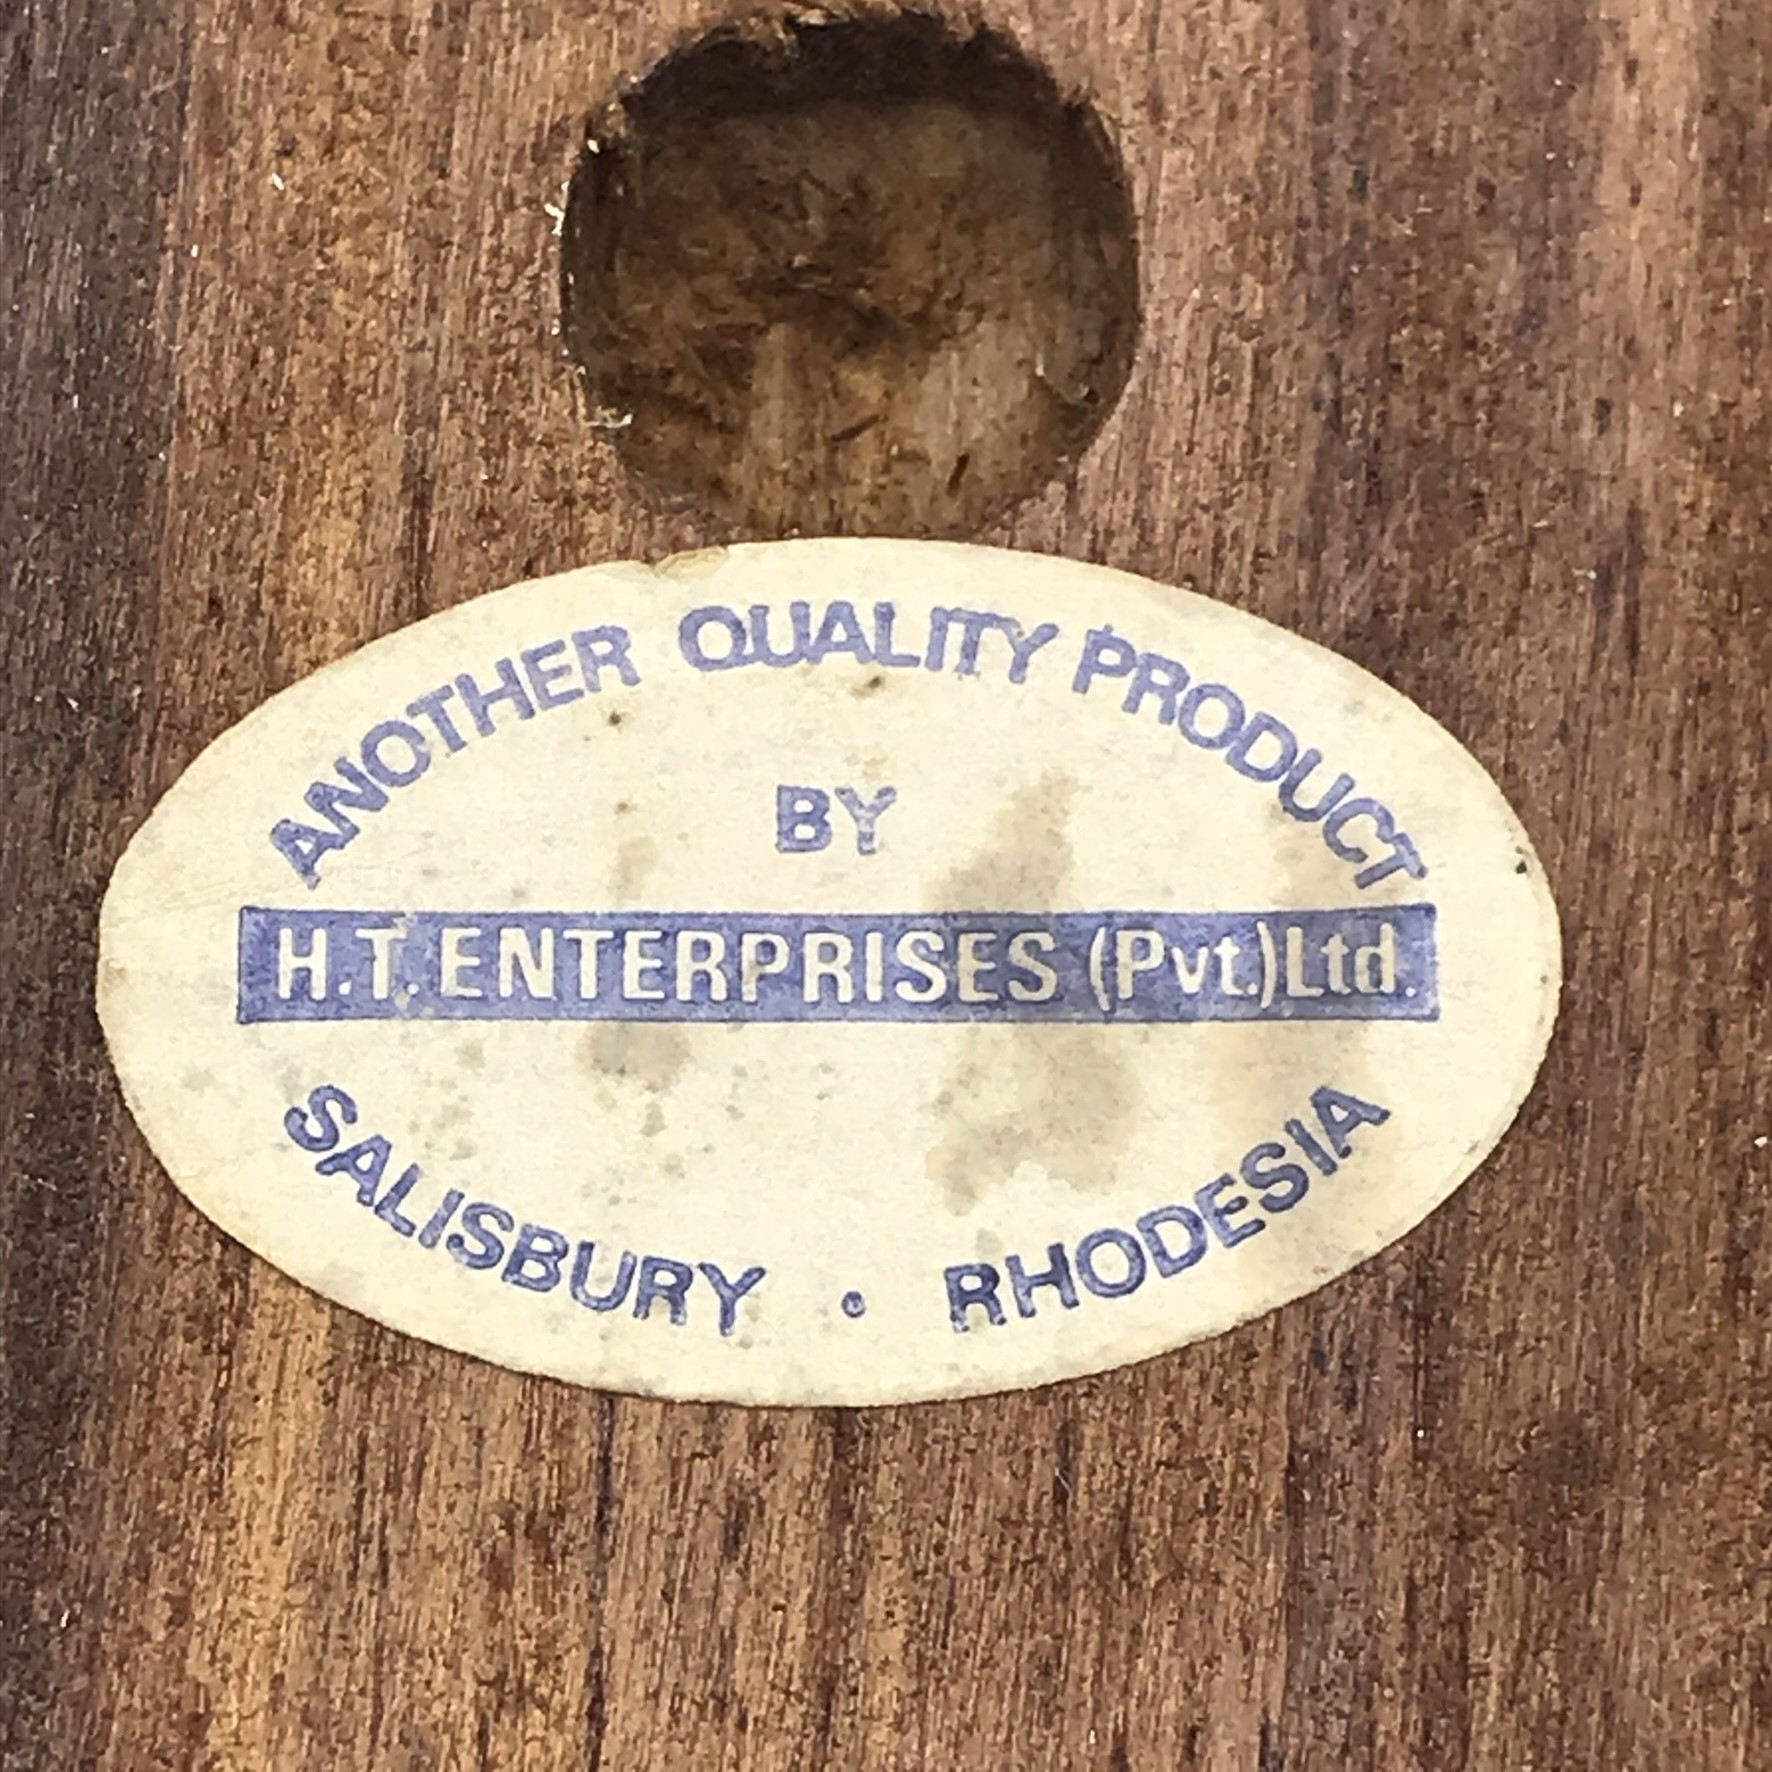 ANOTHER QUALITY PRODUCT
BY
H.T. ENTERPRISES (Pvt.) Ltd.
SALISBURY • RHODESIA